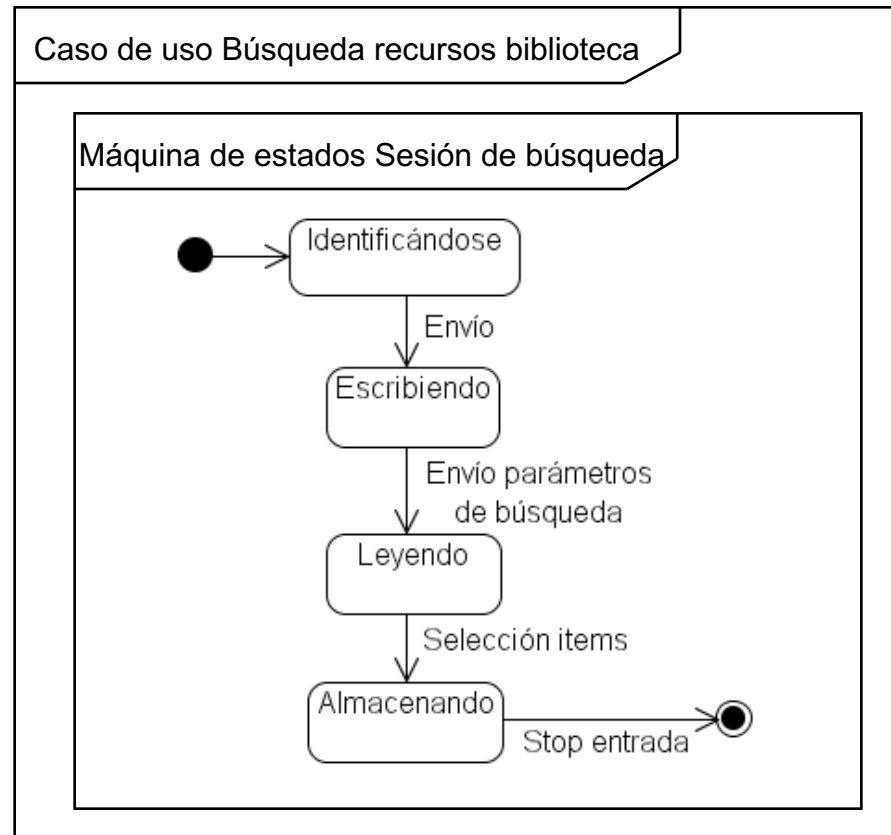 Caso de uso Búsqueda recursos biblioteca
Máquina de estados Sesión de búsqueda
Identificándose
Envío
Escribiendo
Envío parámetros
de búsqueda
Leyendo
Selección items
Almacenando
Stop entrada